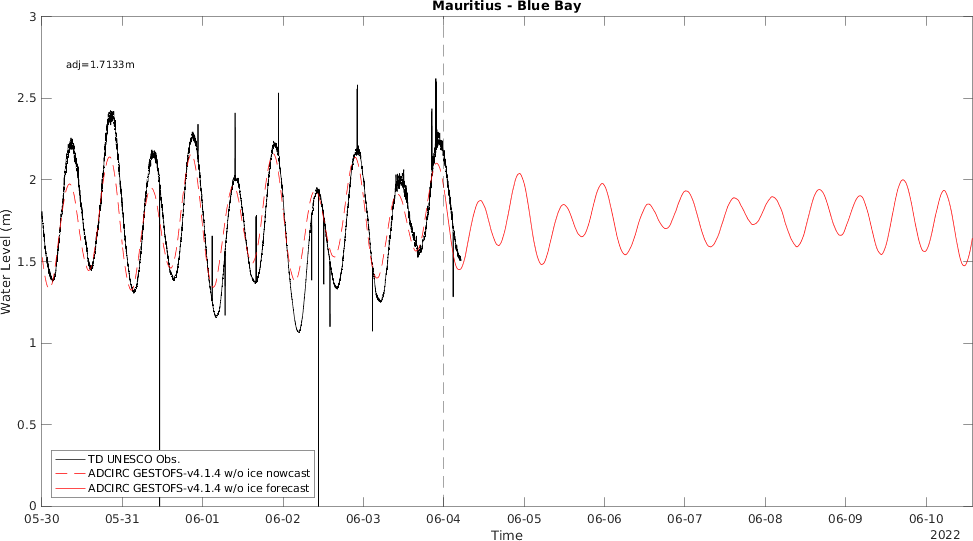 Mauritius - Blue Bay
3
2.5
2
1.5
1
0.5
0
Water Level (m)
adj=1.7133m
TD UNESCO Obs.
ADCIRC GESTOFS-v4.1.4 w/o ice nowcast
ADCIRC GESTOFS-v4.1.4 w/o ice forecast
05-30 05-31 06-01 06-02 06-03 06-04 06-05 06-06 06-07 06-08 06-09 06-10
Time
2022